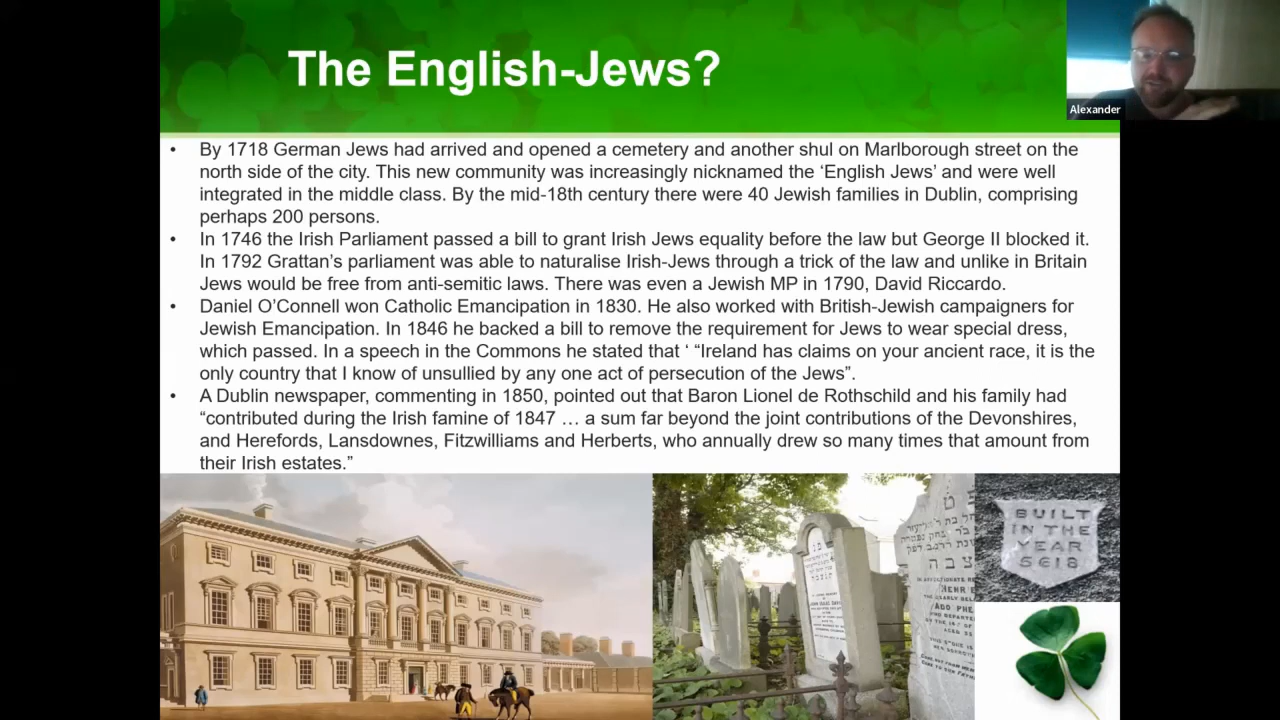 The English-Jews?
Alexander
• By 1718 German Jews had arrived and opened a cemetery and another shul on Marlborough street on the
north side of the city. This new community was increasingly nicknamed the ‘English Jews’ and were well
integrated in the middle class. By the mid-18th century there were 40 Jewish families in Dublin, comprising
perhaps 200 persons.
• In 1746 the Irish Parliament passed a bill to grant Irish Jews equality before the law but George II blocked it.
In 1792 Grattan’s parliament was able to naturalise Irish-Jews through a trick of the law and unlike in Britain
Jews would be free from anti-semitic laws. There was even a Jewish MP in 1790, David Riccardo.
• Daniel O’Connell won Catholic Emancipation in 1830. He also worked with British-Jewish campaigners for
Jewish Emancipation. In 1846 he backed a bill to remove the requirement for Jews to wear special dress,
which passed. In a speech in the Commons he stated that ‘ “Ireland has claims on your ancient race, it is the
only country that I know of unsullied by any one act of persecution of the Jews”.
• A Dublin newspaper, commenting in 1850, pointed out that Baron Lionel de Rothschild and his family had
“contributed during the Irish famine of 1847 … a sum far beyond the joint contributions of the Devonshires,
and Herefords, Lansdownes, Fitzwilliams and Herberts, who annually drew so many times that amount from
their Irish estates.”
BUILT
IN THE
YEAR
5618